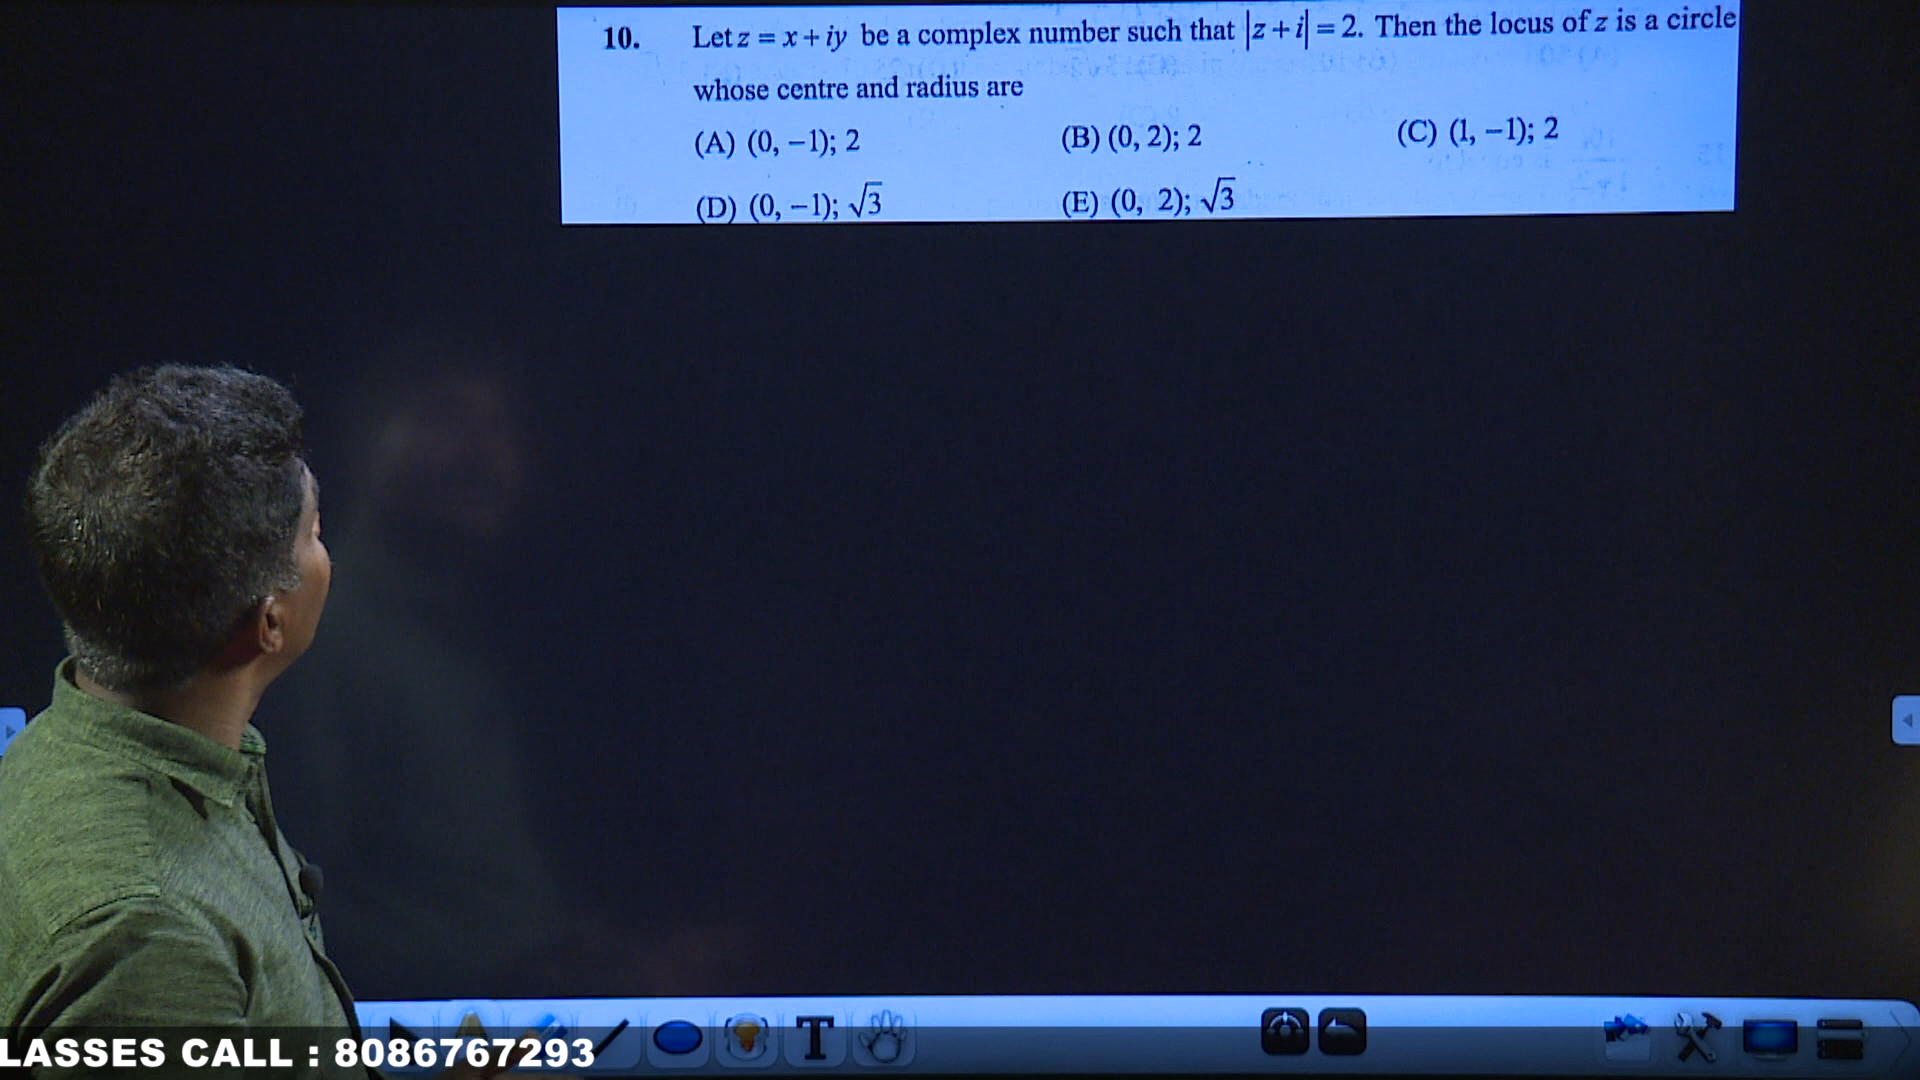 10. Let z = x + iy be a complex number such that |z + i| = 2. Then the locus of z is a circle
whose centre and radius are
(A) (0, −1); 2 (B) (0, 2); 2 (C) (1, −1); 2
(D) (0, −1); √3 (E) (0, 2); √3
T
LASSES CALL : 8086767293